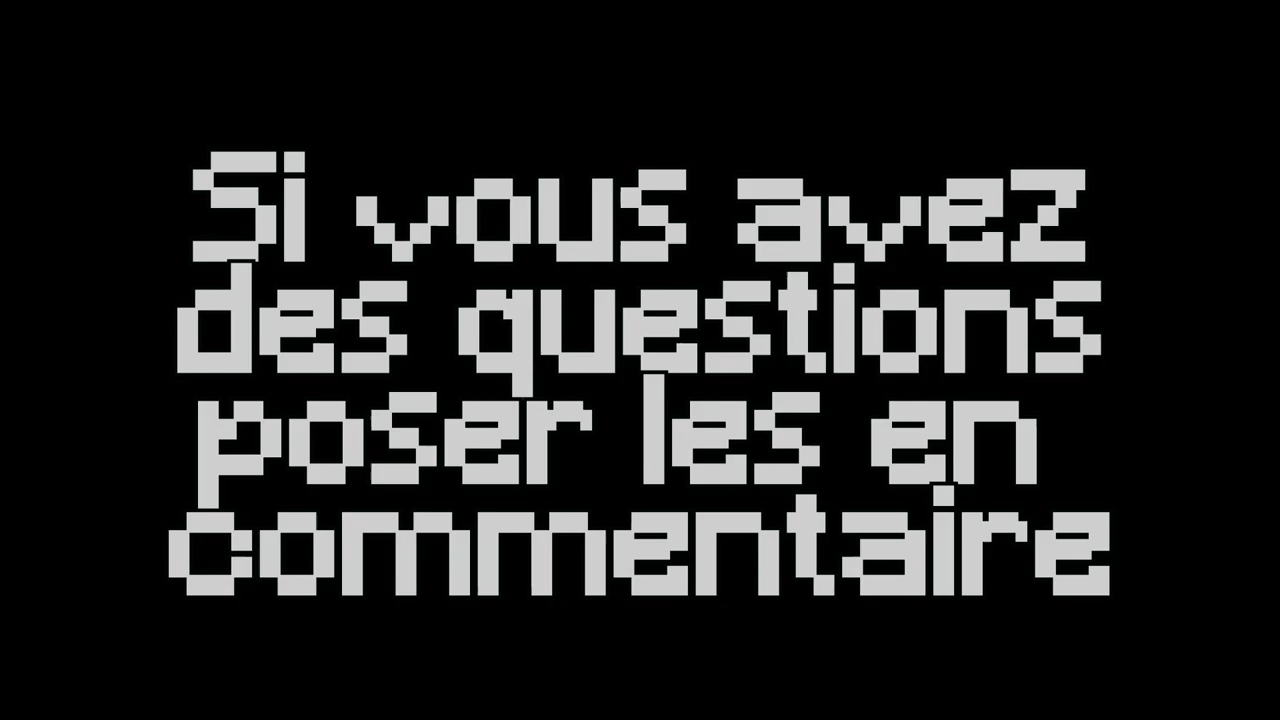 Si vous avez
des questions
poser les en
commentaire